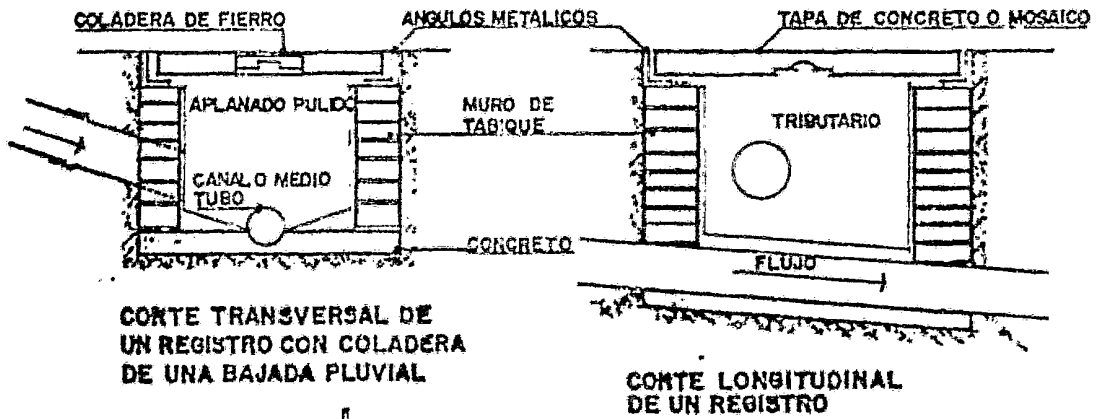 COLADERA DE FIERRO
ANGULOS METALICOS
TAPA DE CONCRETO O MOSAICO
APLANADO PULIDO
MURO DE
TABIQUE
TRIBUTARIO
CANAL O MEDIO
TUBO
CONCRETO
FLUJO
CORTE TRANSVERSAL DE
UN REGISTRO CON COLADERA
DE UNA BAJADA PLUVIAL
CORTE LONGITUDINAL
DE UN REGISTRO